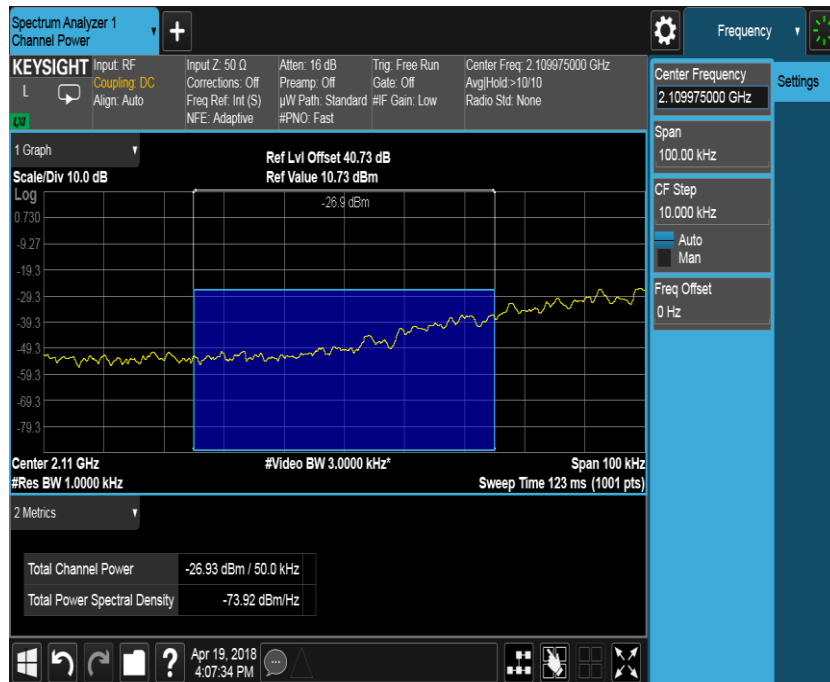 Spectrum Analyzer 1
Channel Power
+
Frequency
KEYSIGHT
L
LXI
Input: RF
Coupling: DC
Align: Auto
Input Z: 50 Ω
Corrections: Off
Freq Ref: Int (S)
NFE: Adaptive
Atten: 16 dB
Preamp: Off
µW Path: Standard
#PNO: Fast
Trig: Free Run
Gate: Off
#IF Gain: Low
Center Freq: 2.109975000 GHz
Avg|Hold:>10/10
Radio Std: None
Center Frequency
2.109975000 GHz
Settings
Span
100.00 kHz
CF Step
10.000 kHz
Auto
Man
Freq Offset
0 Hz
1 Graph
Scale/Div 10.0 dB
Ref Lvl Offset 40.73 dB
Ref Value 10.73 dBm
Log
-26.9 dBm
0.730
-9.27
-19.3
-29.3
-39.3
-49.3
-59.3
-69.3
-79.3
Center 2.11 GHz
#Video BW 3.0000 kHz*
Span 100 kHz
#Res BW 1.0000 kHz
Sweep Time 123 ms (1001 pts)
2 Metrics
Total Channel Power -26.93 dBm / 50.0 kHz
Total Power Spectral Density -73.92 dBm/Hz
?
Apr 19, 2018
4:07:34 PM